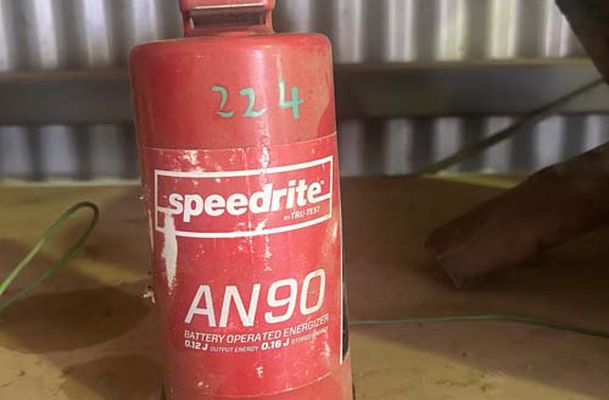 224
speedrite
BY TRU-TEST
AN90
BATTERY OPERATED ENERGIZER
0.12 J OUTPUT ENERGY 0.16 J STORED ENERGY